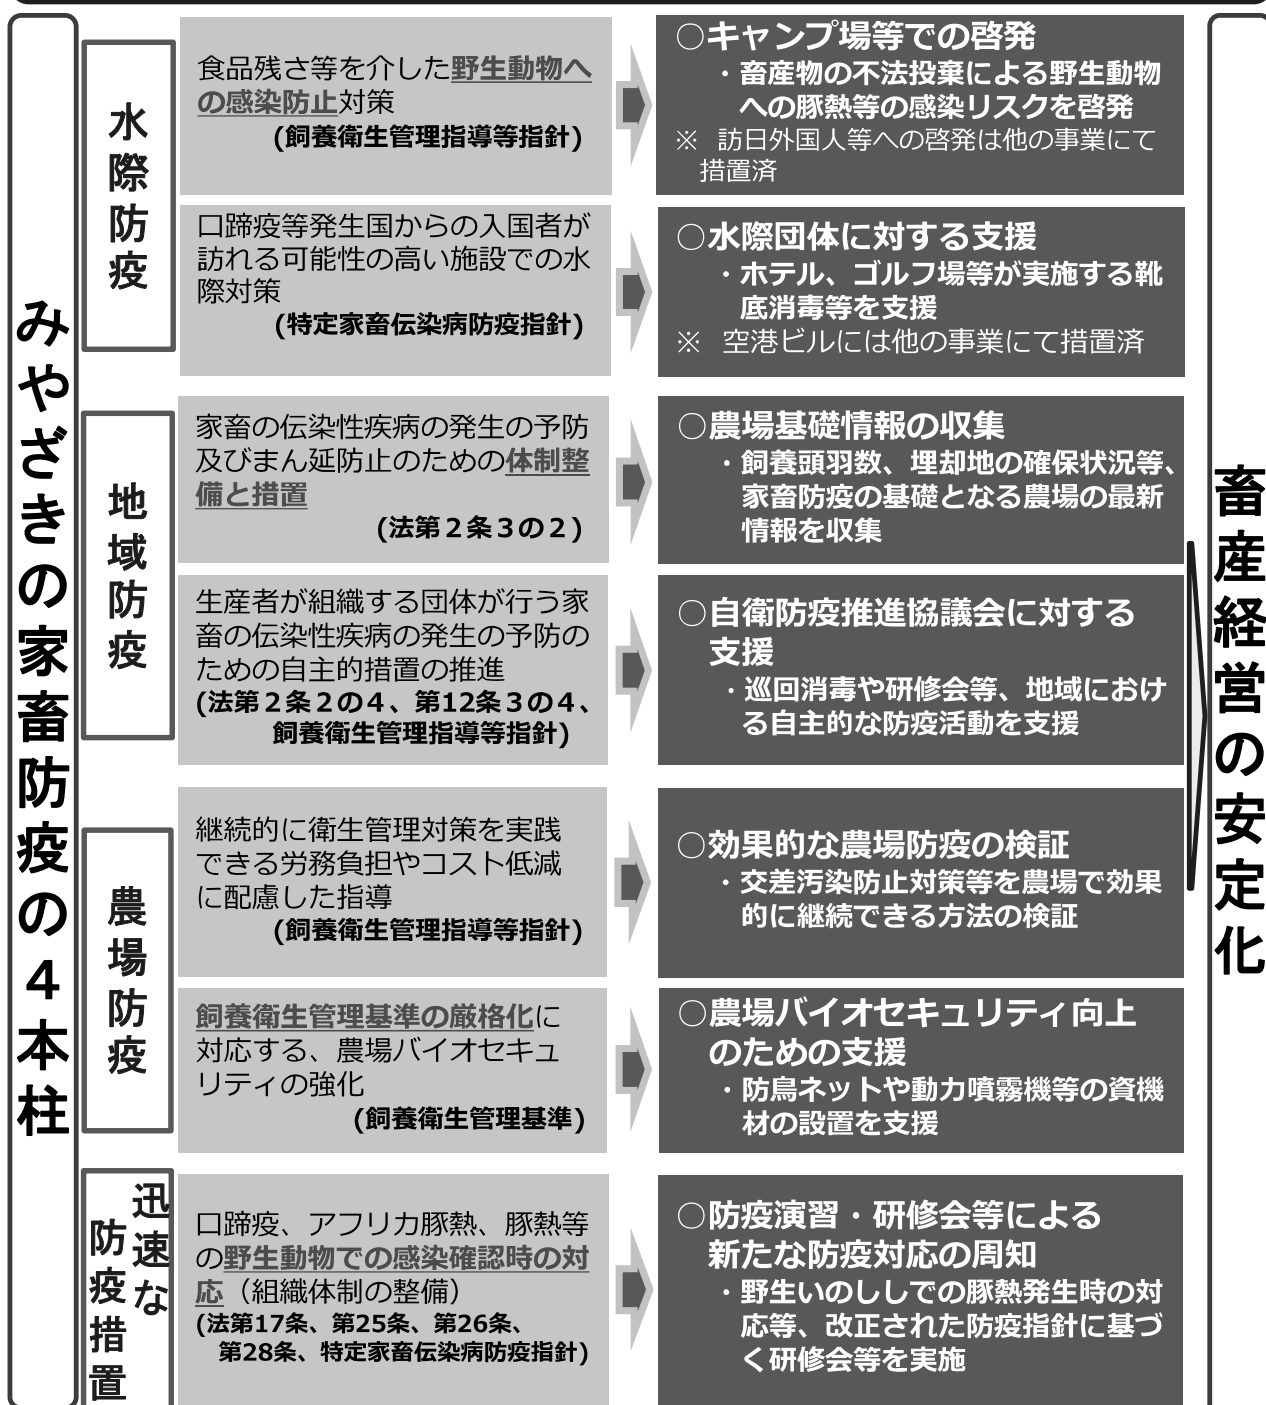 みやざきの家畜防疫の４本柱
水際防疫
食品残さ等を介した野生動物へ
の感染防止対策
(飼養衛生管理指導等指針)
○キャンプ場等での啓発
・畜産物の不法投棄による野生動物
への豚熱等の感染リスクを啓発
※　訪日外国人等への啓発は他の事業にて
措置済
口蹄疫等発生国からの入国者が
訪れる可能性の高い施設での水
際対策
(特定家畜伝染病防疫指針)
○水際団体に対する支援
・ホテル、ゴルフ場等が実施する靴
底消毒等を支援
※　空港ビルには他の事業にて措置済
地域防疫
家畜の伝染性疾病の発生の予防
及びまん延防止のための体制整
備と措置
(法第２条３の２)
○農場基礎情報の収集
・飼養頭羽数、埋却地の確保状況等、
家畜防疫の基礎となる農場の最新
情報を収集
生産者が組織する団体が行う家
畜の伝染性疾病の発生の予防の
ための自主的措置の推進
(法第２条２の４、第12条３の４、
飼養衛生管理指導等指針)
○自衛防疫推進協議会に対する
支援
・巡回消毒や研修会等、地域におけ
る自主的な防疫活動を支援
農場防疫
継続的に衛生管理対策を実践
できる労務負担やコスト低減
に配慮した指導
(飼養衛生管理指導等指針)
○効果的な農場防疫の検証
・交差汚染防止対策等を農場で効果
的に継続できる方法の検証
飼養衛生管理基準の厳格化に
対応する、農場バイオセキュ
リティの強化
(飼養衛生管理基準)
○農場バイオセキュリティ向上
のための支援
・防鳥ネットや動力噴霧機等の資機
材の設置を支援
迅速な
防疫措置
口蹄疫、アフリカ豚熱、豚熱等
の野生動物での感染確認時の対
応（組織体制の整備）
(法第17条、第25条、第26条、
第28条、特定家畜伝染病防疫指針)
○防疫演習・研修会等による
新たな防疫対応の周知
・野生いのししでの豚熱発生時の対
応等、改正された防疫指針に基づ
く研修会等を実施
畜産経営の安定化